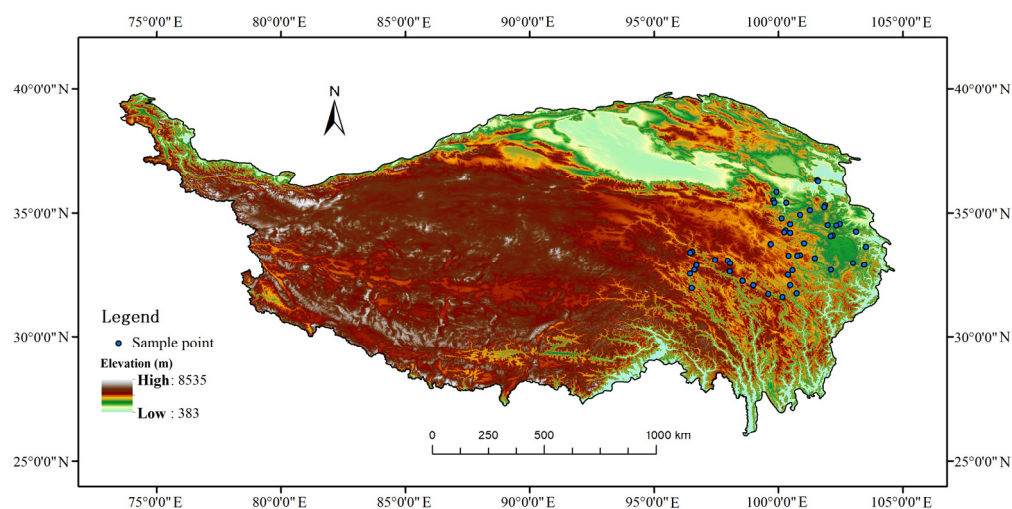 75°0'0"E 80°0'0"E 85°0'0"E 90°0'0"E 95°0'0"E 100°0'0"E 105°0'0"E
40°0'0"N 40°0'0"N
N
35°0'0"N 35°0'0"N
Legend
Sample point
30°0'0"N 30°0'0"N
Elevation (m)
High : 8535
Low : 383
0 250 500 1000 km
25°0'0"N 25°0'0"N
75°0'0"E 80°0'0"E 85°0'0"E 90°0'0"E 95°0'0"E 100°0'0"E 105°0'0"E